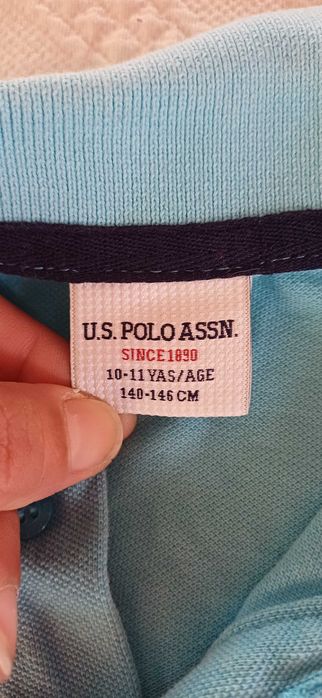 U.S. POLO ASSN.
SINCE 1890
10-11 YAS/AGE
140-146 CM